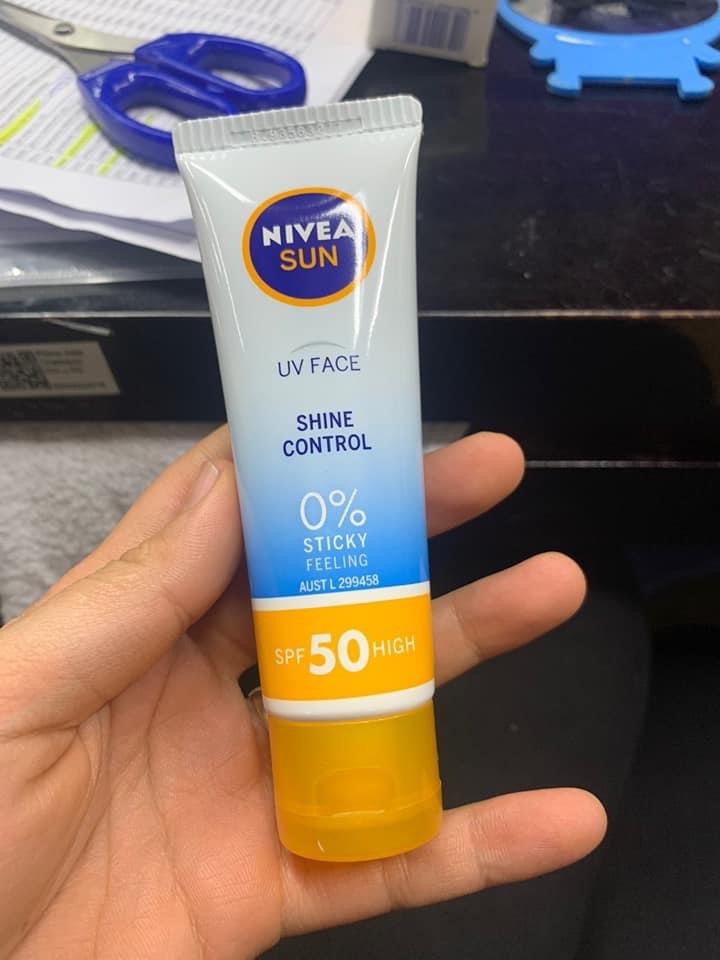 NIVEA
SUN
UV FACE
SHINE
CONTROL
0%
STICKY
FEELING
AUST L 299458
SPF 50 HIGH